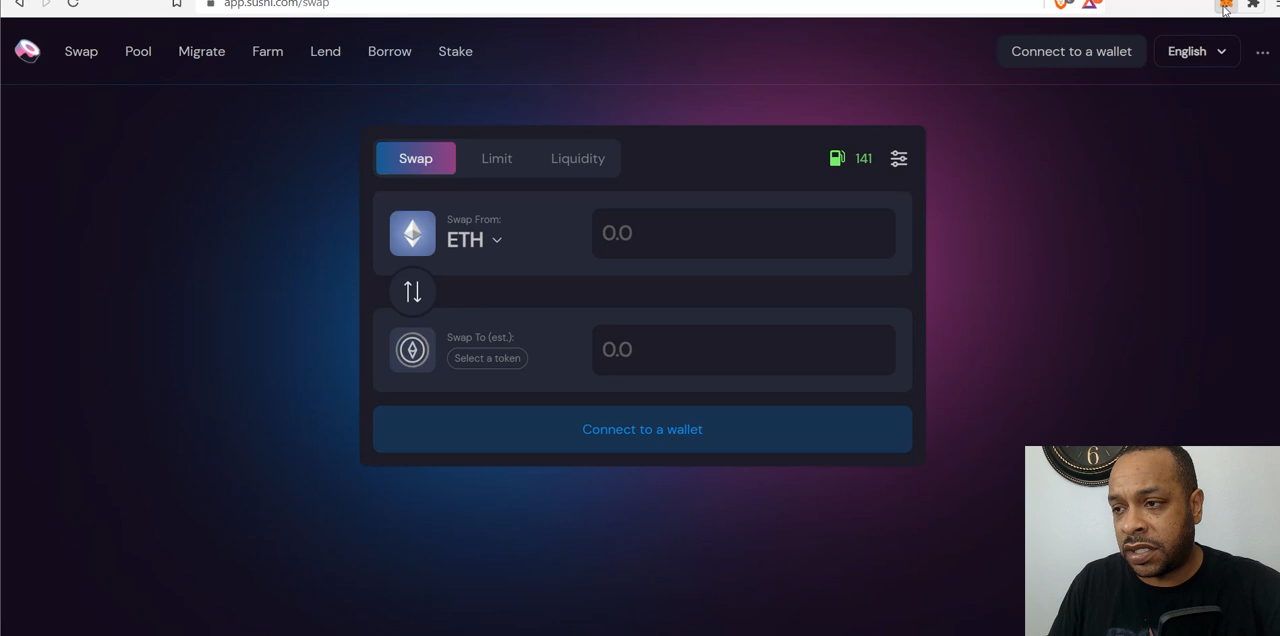 app.sushi.com/swap
Swap Pool Migrate Farm Lend Borrow Stake Connect to a wallet English
Swap Limit Liquidity 141
Swap From:
ETH 0.0
Swap To (est.):
Select a token 0.0
Connect to a wallet
6